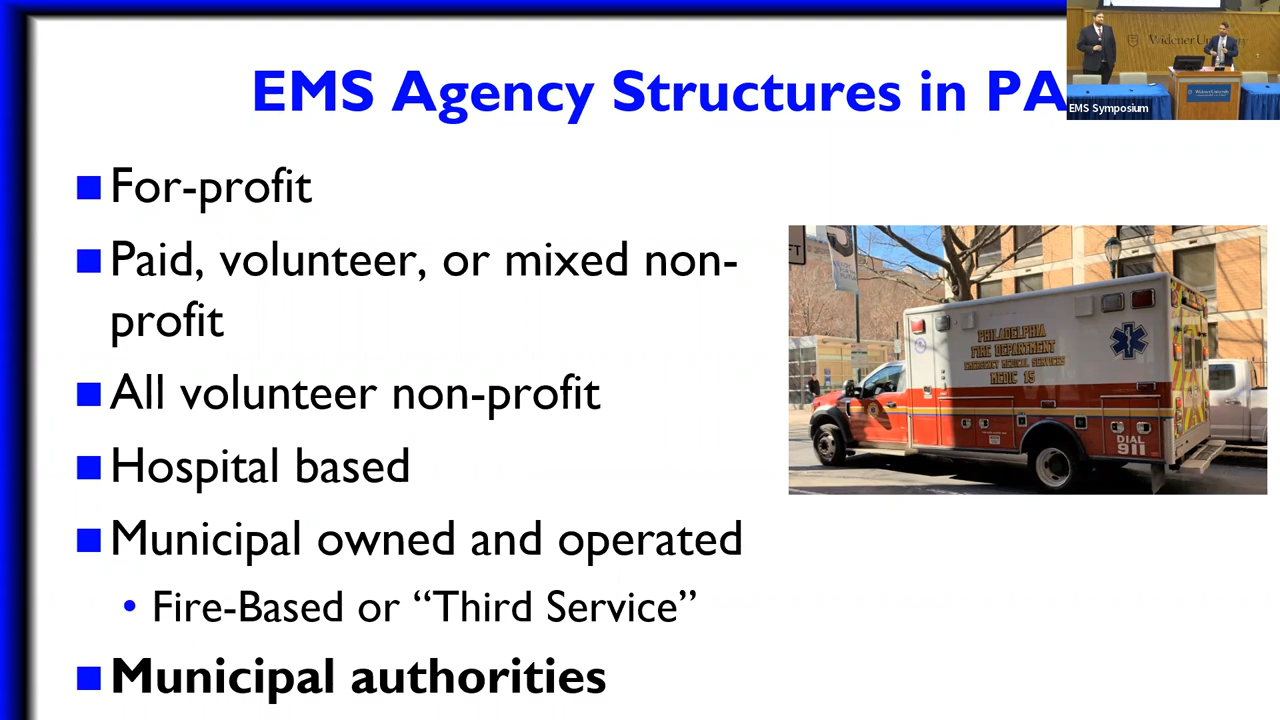 EMS Agency Structures in PA
Widener University
EMS Symposium
For-profit
Paid, volunteer, or mixed non-
profit
All volunteer non-profit
Hospital based
Municipal owned and operated
Fire-Based or “Third Service”
Municipal authorities
PHILADELPHIA
FIRE DEPARTMENT
EMERGENCY MEDICAL SERVICES
MEDIC 15
DIAL
911